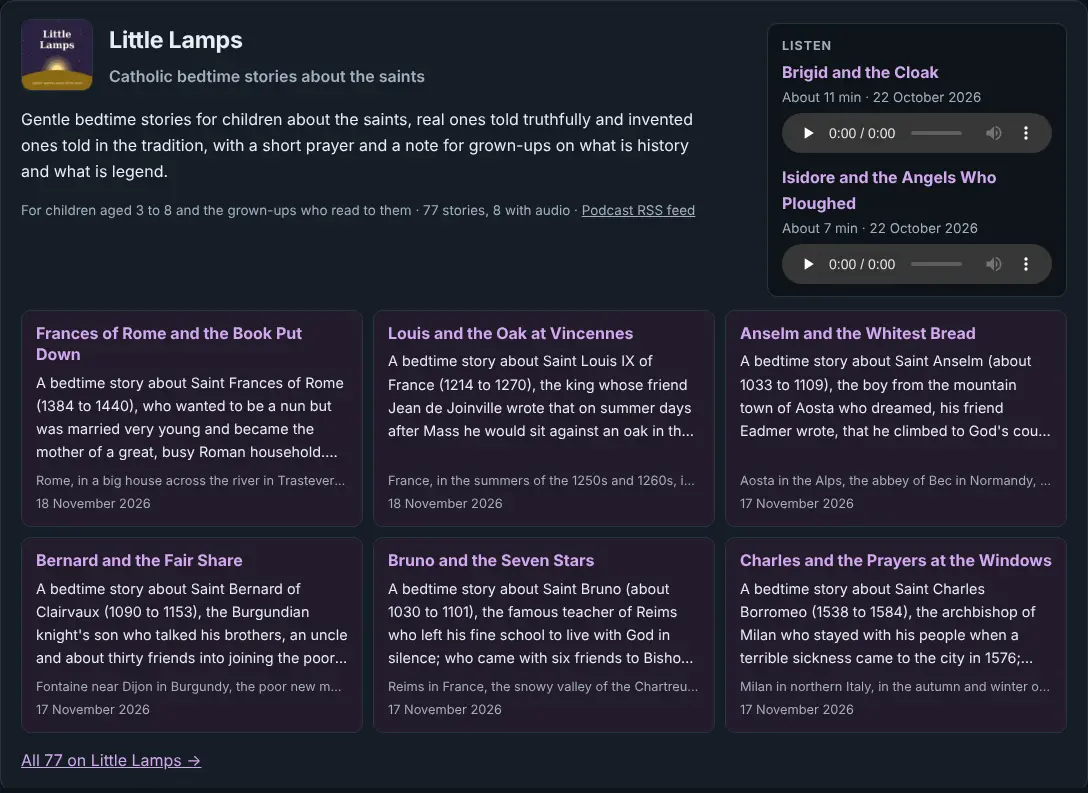 Little
Lamps
Little Lamps
Catholic bedtime stories about the saints
Gentle bedtime stories for children about the saints, real ones told truthfully and invented
ones told in the tradition, with a short prayer and a note for grown-ups on what is history
and what is legend.
For children aged 3 to 8 and the grown-ups who read to them · 77 stories, 8 with audio · Podcast RSS feed
LISTEN
Brigid and the Cloak
About 11 min · 22 October 2026
0:00 / 0:00
Isidore and the Angels Who
Ploughed
About 7 min · 22 October 2026
0:00 / 0:00
Frances of Rome and the Book Put
Down
A bedtime story about Saint Frances of Rome
(1384 to 1440), who wanted to be a nun but
was married very young and became the
mother of a great, busy Roman household....
Rome, in a big house across the river in Trastever...
18 November 2026
Louis and the Oak at Vincennes
A bedtime story about Saint Louis IX of
France (1214 to 1270), the king whose friend
Jean de Joinville wrote that on summer days
after Mass he would sit against an oak in th...
France, in the summers of the 1250s and 1260s, i...
18 November 2026
Anselm and the Whitest Bread
A bedtime story about Saint Anselm (about
1033 to 1109), the boy from the mountain
town of Aosta who dreamed, his friend
Eadmer wrote, that he climbed to God's cou...
Aosta in the Alps, the abbey of Bec in Normandy, ...
17 November 2026
Bernard and the Fair Share
A bedtime story about Saint Bernard of
Clairvaux (1090 to 1153), the Burgundian
knight's son who talked his brothers, an uncle
and about thirty friends into joining the poor...
Fontaine near Dijon in Burgundy, the poor new m...
17 November 2026
Bruno and the Seven Stars
A bedtime story about Saint Bruno (about
1030 to 1101), the famous teacher of Reims
who left his fine school to live with God in
silence; who came with six friends to Bisho...
Reims in France, the snowy valley of the Chartreu...
17 November 2026
Charles and the Prayers at the Windows
A bedtime story about Saint Charles
Borromeo (1538 to 1584), the archbishop of
Milan who stayed with his people when a
terrible sickness came to the city in 1576;...
Milan in northern Italy, in the autumn and winter o...
17 November 2026
All 77 on Little Lamps →